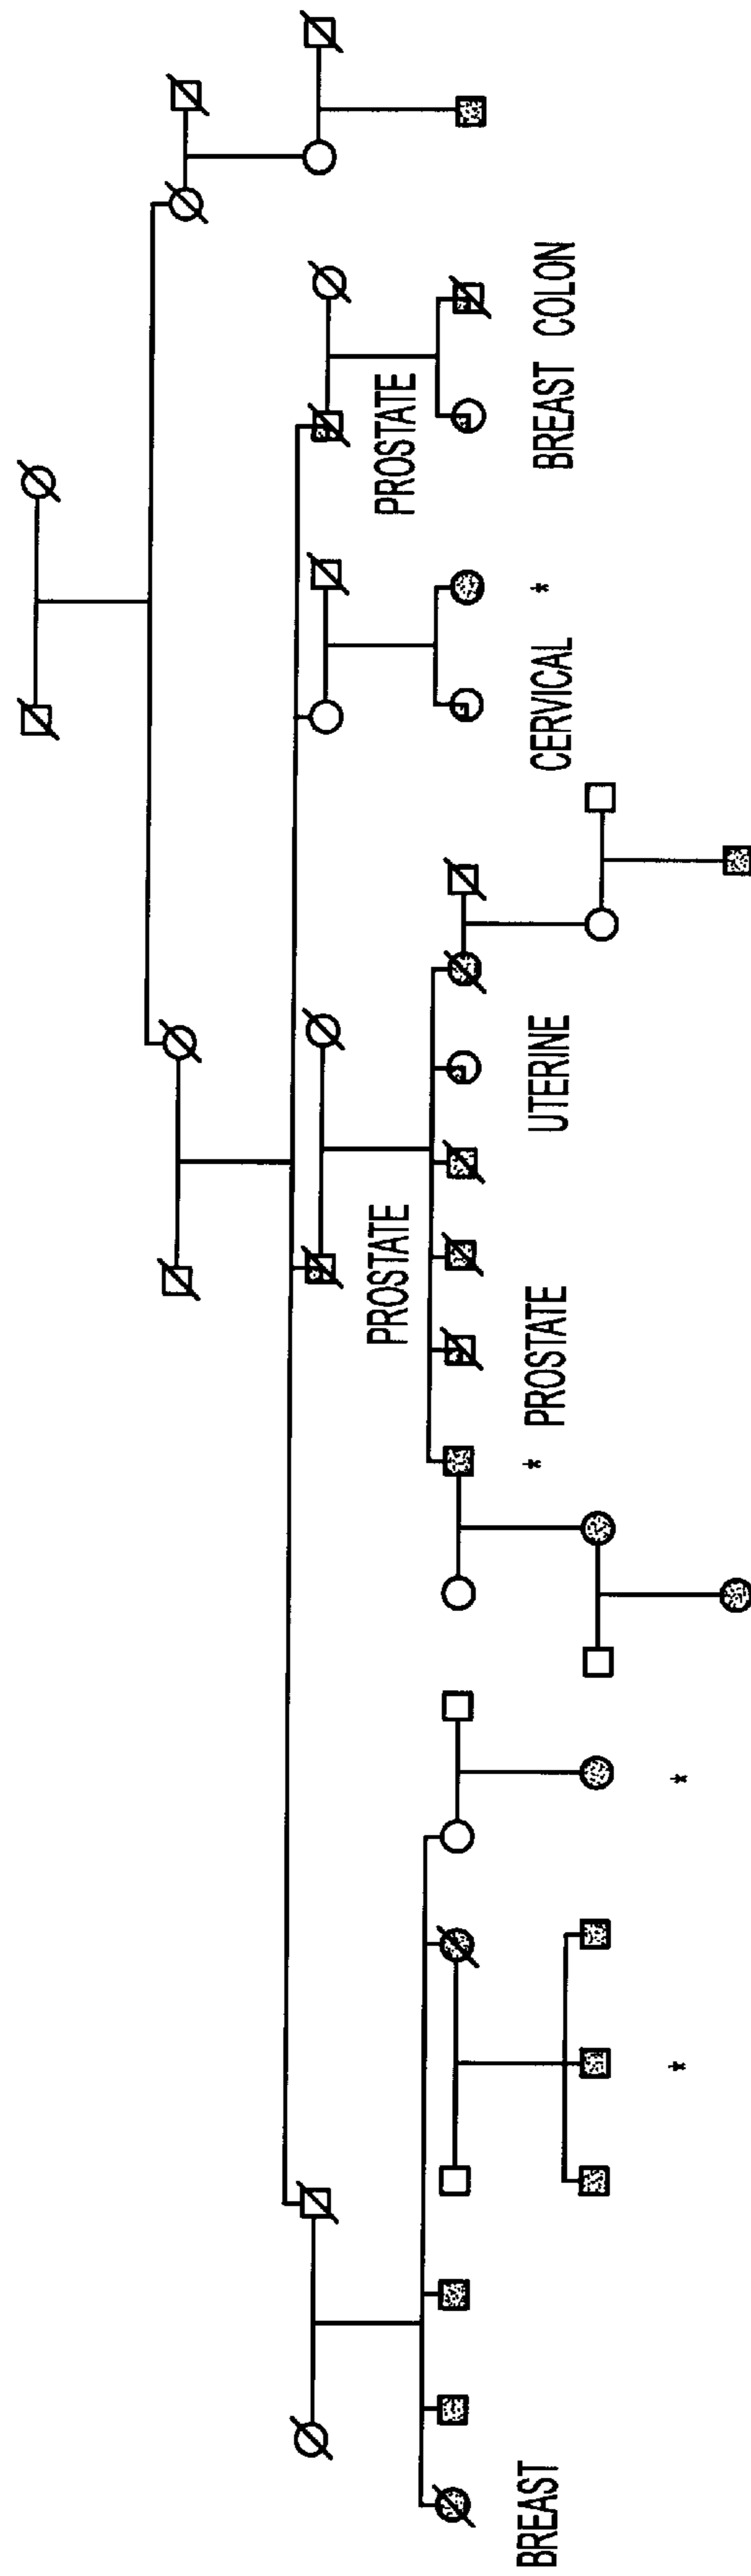 PROSTATE
PROSTATE
BREAST
PROSTATE
UTERINE
CERVICAL
*
BREAST COLON
*
*
*